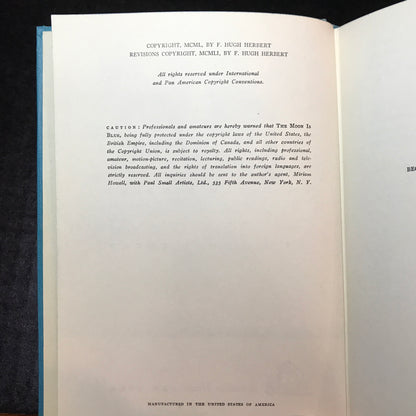 COPYRIGHT, MCML, BY F. HUGH HERBERT
REVISIONS COPYRIGHT, MCMLI, BY F. HUGH HERBERT
All rights reserved under International
and Pan American Copyright Conventions.
CAUTION: Professionals and amateurs are hereby warned that THE MOON IS
BLUE, being fully protected under the copyright laws of the United States, the
British Empire, including the Dominion of Canada, and all other countries of
the Copyright Union, is subject to royalty. All rights, including professional,
amateur, motion-picture, recitation, lecturing, public readings, radio and tele-
vision broadcasting, and the rights of translation into foreign languages, are
strictly reserved. All inquiries should be sent to the author's agent, Miriam
Howell, with Paul Small Artists, Ltd., 535 Fifth Avenue, New York, N. Y.
MANUFACTURED IN THE UNITED STATES OF AMERICA